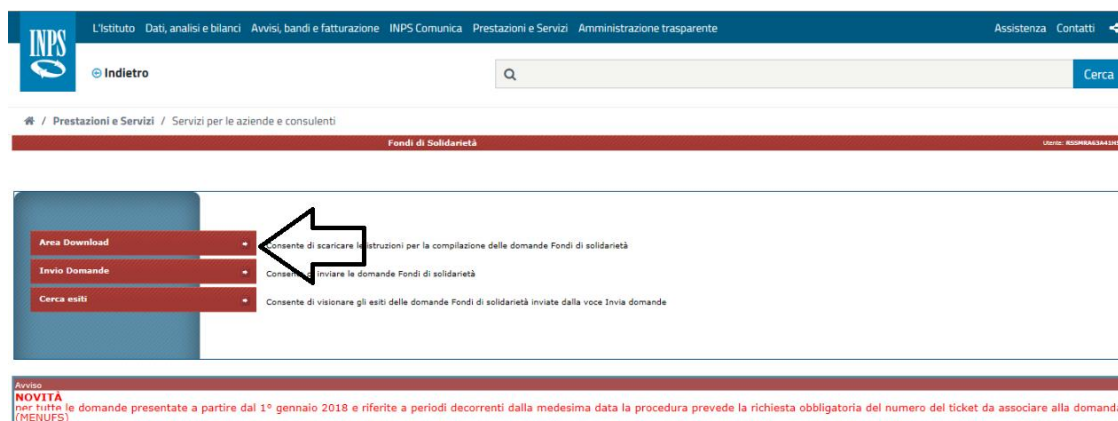 L'Istituto Dati, analisi e bilanci Avvisi, bandi e fatturazione INPS Comunica Prestazioni e Servizi Amministrazione trasparente Assistenza Contatti
INPS
Indietro Cerca
/ Prestazioni e Servizi / Servizi per le aziende e consulenti
Fondi di Solidarietà Utente:
Area Download Consente di scaricare le istruzioni per la compilazione delle domande Fondi di solidarietà
Invio Domande Consente di inviare le domande Fondi di solidarietà
Cerca esiti Consente di visionare gli esiti delle domande Fondi di solidarietà inviate dalla voce Invia domande
Avviso
NOVITÀ
per tutte le domande presentate a partire dal 1° gennaio 2018 e riferite a periodi decorrenti dalla medesima data la procedura prevede la richiesta obbligatoria del numero del ticket da associare alla domanda
(MENUFS)